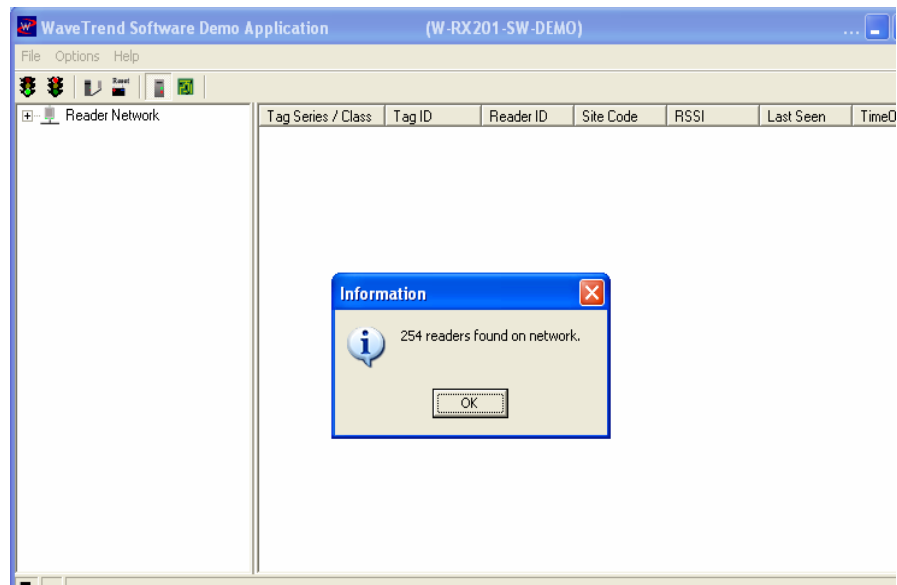 WaveTrend Software Demo Application (W-RX201-SW-DEMO) ...
File Options Help
Reset
Reader Network
Tag Series / Class Tag ID Reader ID Site Code RSSI Last Seen TimeO
Information
254 readers found on network.
OK